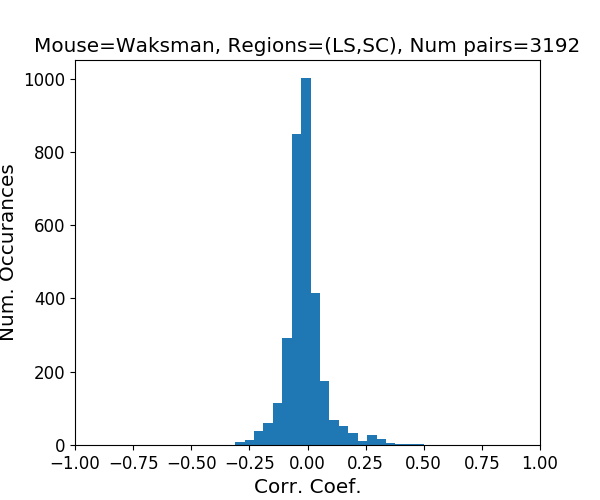 Mouse=Waksman, Regions=(LS,SC), Num pairs=3192
1000
800
600
400
200
0
Num. Occurances
−1.00 −0.75 −0.50 −0.25 0.00 0.25 0.50 0.75 1.00
Corr. Coef.